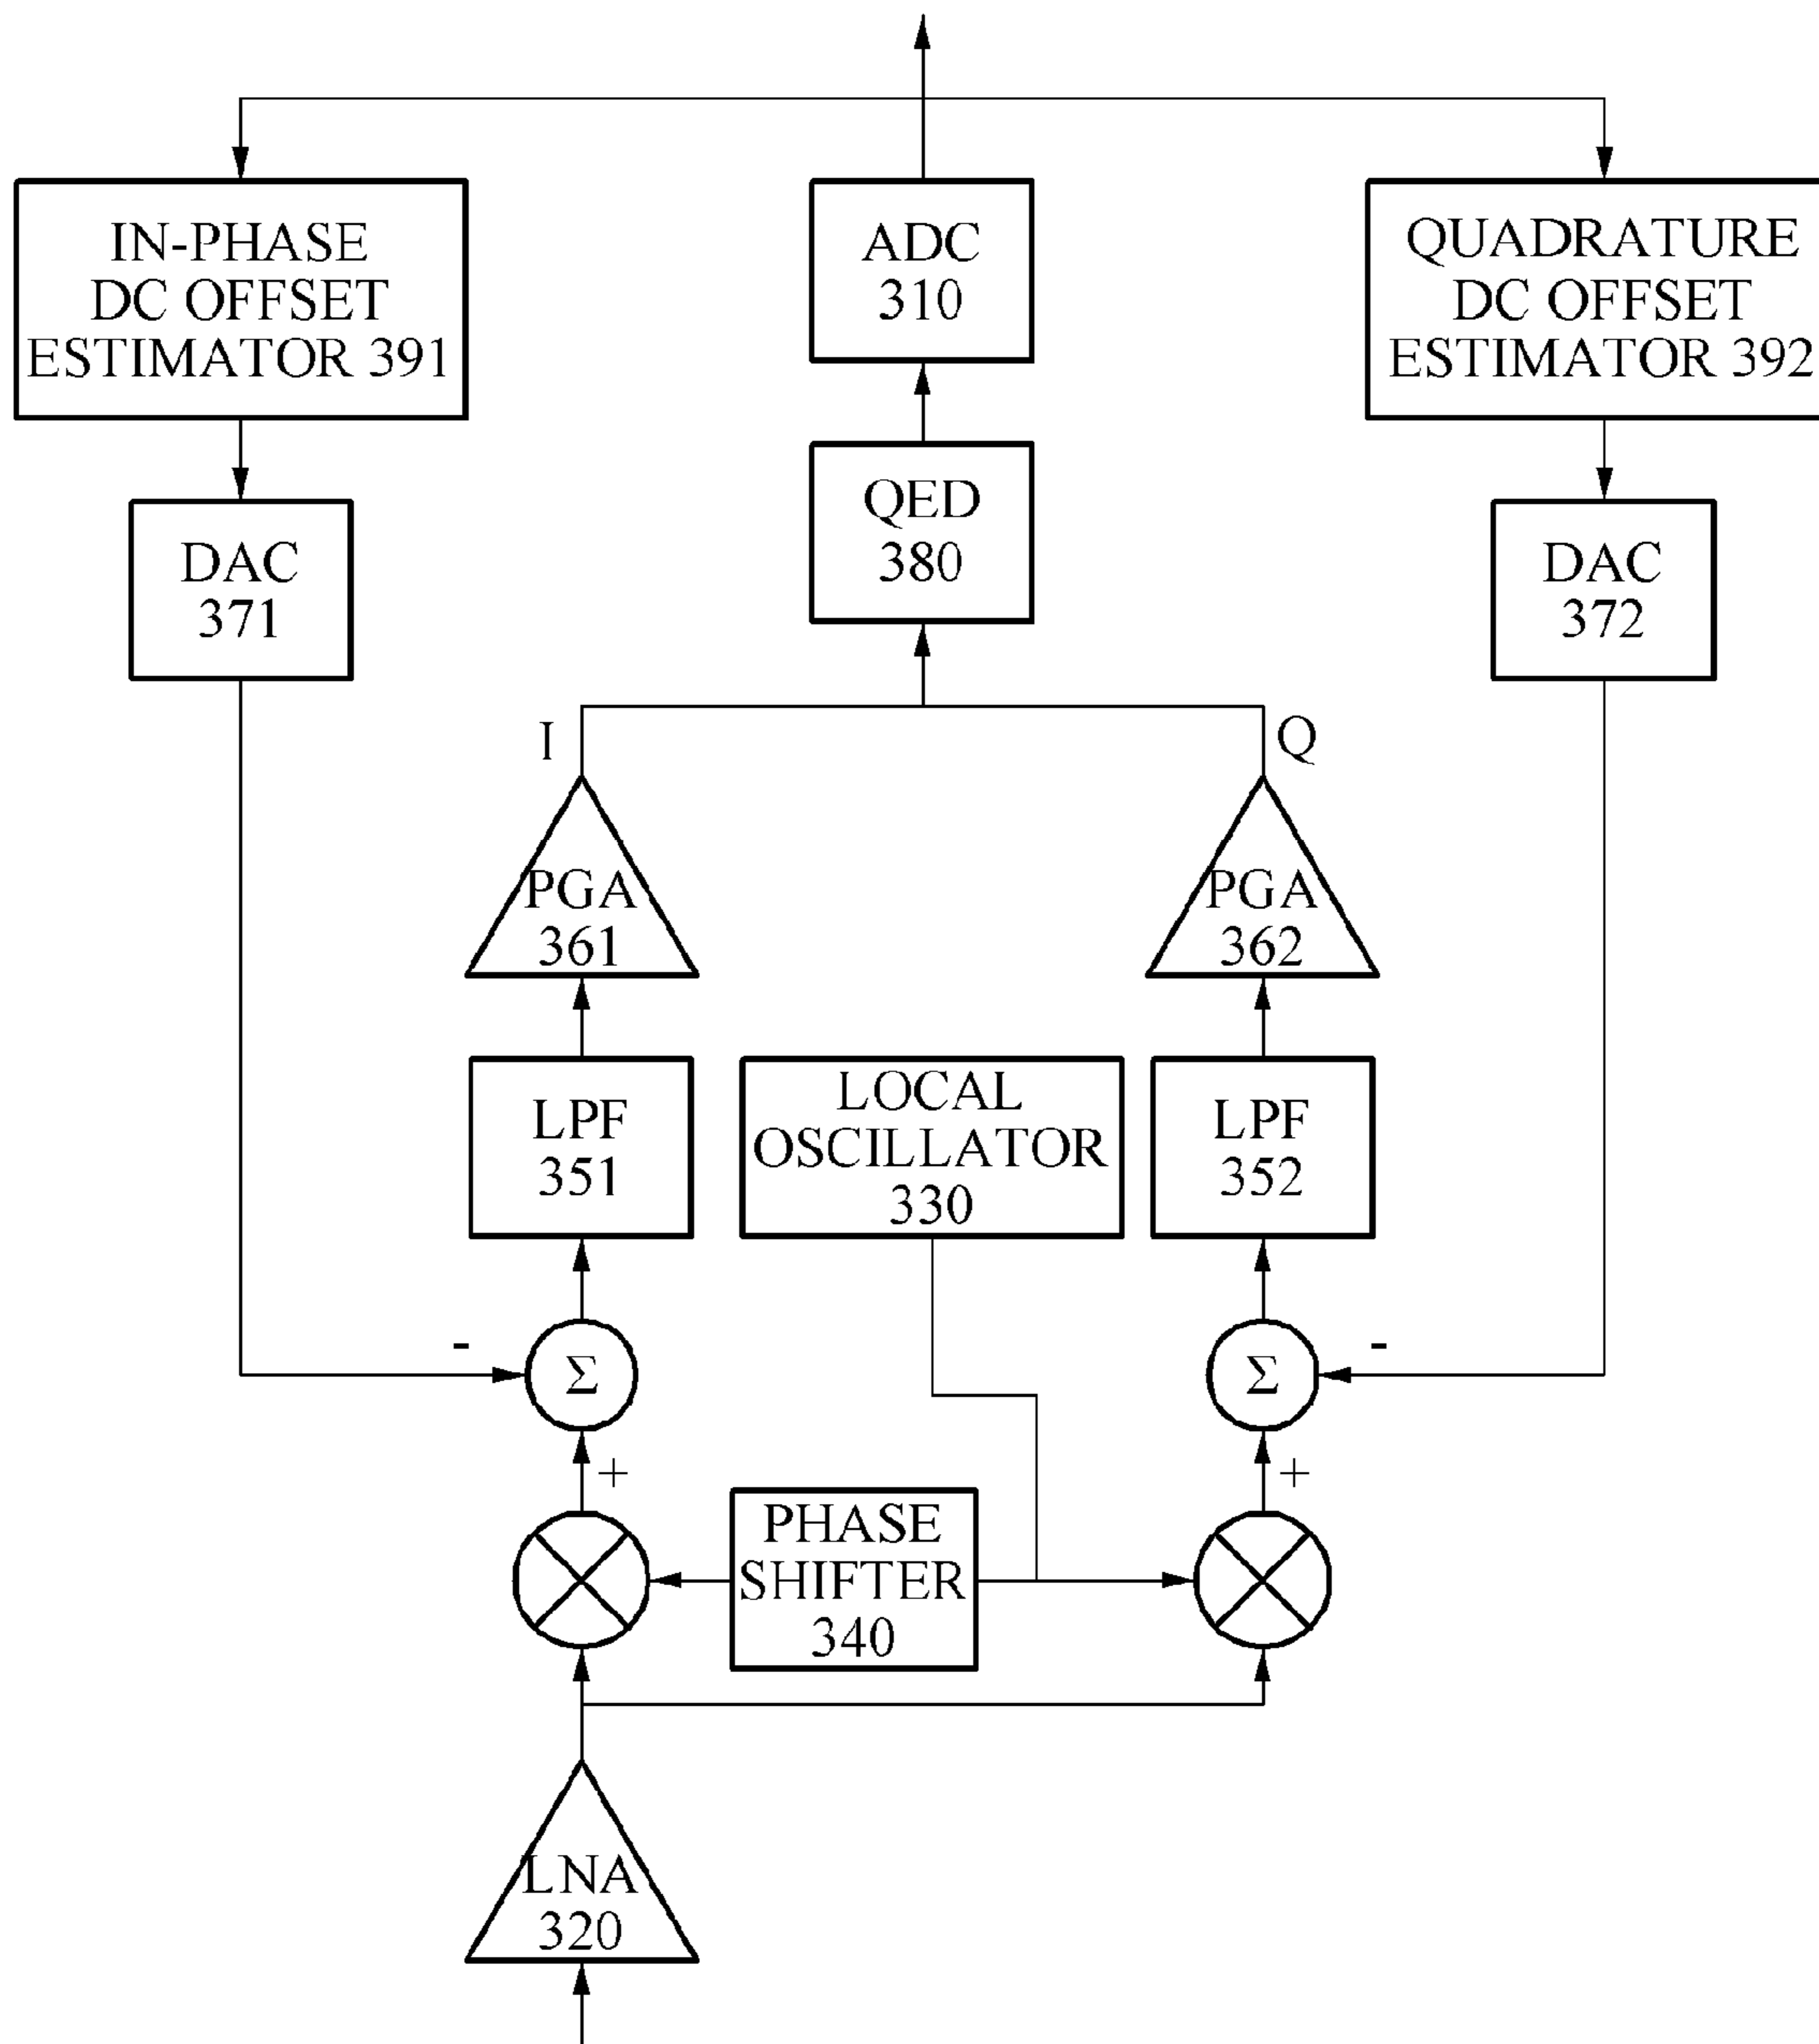 IN-PHASE
DC OFFSET
ESTIMATOR 391
ADC
310
QUADRATURE
DC OFFSET
ESTIMATOR 392
DAC
371
QED
380
DAC
372
I
Q
PGA
361
PGA
362
LPF
351
LOCAL
OSCILLATOR
330
LPF
352
-
Σ
Σ
-
+
+
PHASE
SHIFTER
340
LNA
320